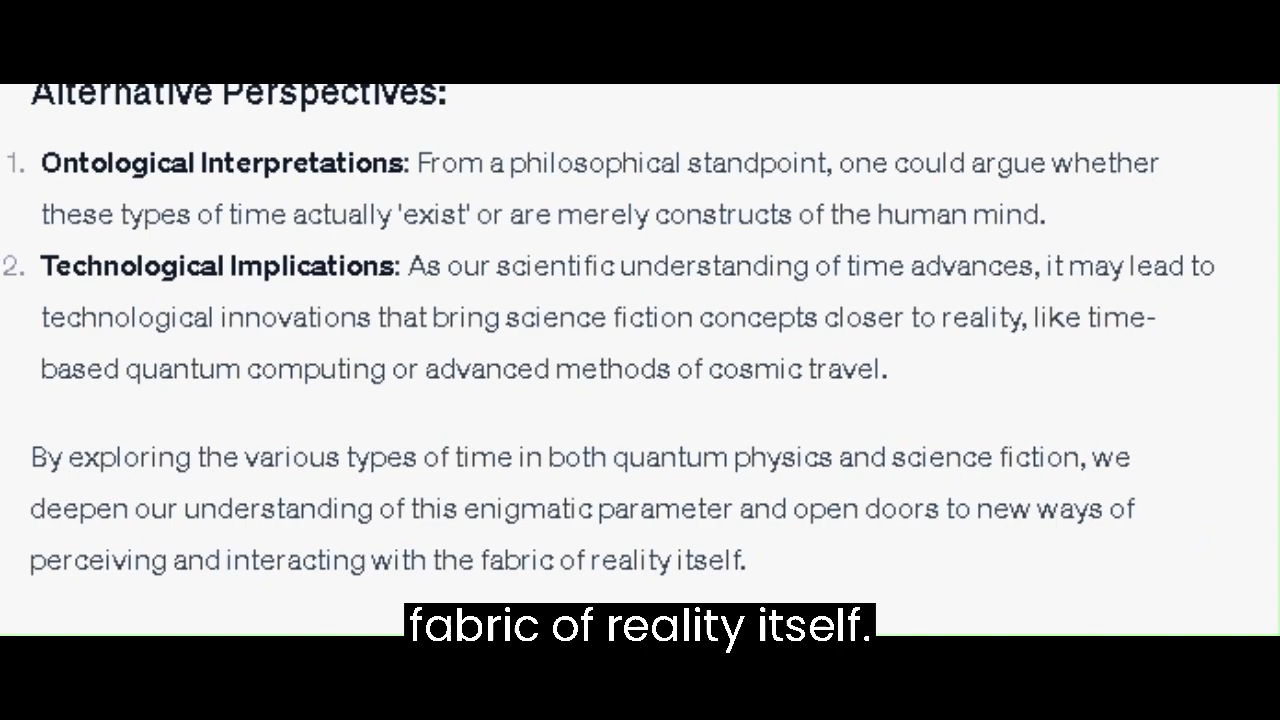 Alternative Perspectives:
1. Ontological Interpretations: From a philosophical standpoint, one could argue whether
these types of time actually 'exist' or are merely constructs of the human mind.
2. Technological Implications: As our scientific understanding of time advances, it may lead to
technological innovations that bring science fiction concepts closer to reality, like time-
based quantum computing or advanced methods of cosmic travel.
By exploring the various types of time in both quantum physics and science fiction, we
deepen our understanding of this enigmatic parameter and open doors to new ways of
perceiving and interacting with the fabric of reality itself.
fabric of reality itself.